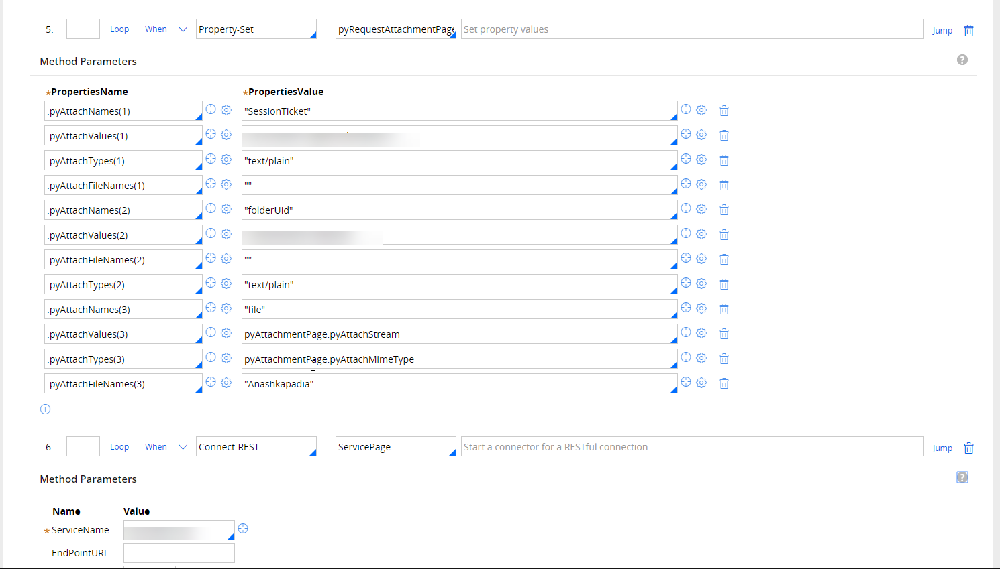 5. Loop When Property-Set pyRequestAttachmentPage Set property values Jump
Method Parameters ?
*PropertiesName *PropertiesValue
.pyAttachNames(1) "SessionTicket"
.pyAttachValues(1)
.pyAttachTypes(1) "text/plain"
.pyAttachFileNames(1) ""
.pyAttachNames(2) "folderUid"
.pyAttachValues(2)
.pyAttachFileNames(2) ""
.pyAttachTypes(2) "text/plain"
.pyAttachNames(3) "file"
.pyAttachValues(3) pyAttachmentPage.pyAttachStream
.pyAttachTypes(3) pyAttachmentPage.pyAttachMimeType
.pyAttachFileNames(3) "Anashkapadia"
6. Loop When Connect-REST ServicePage Start a connector for a RESTful connection Jump
Method Parameters ?
Name Value
*ServiceName
EndPointURL